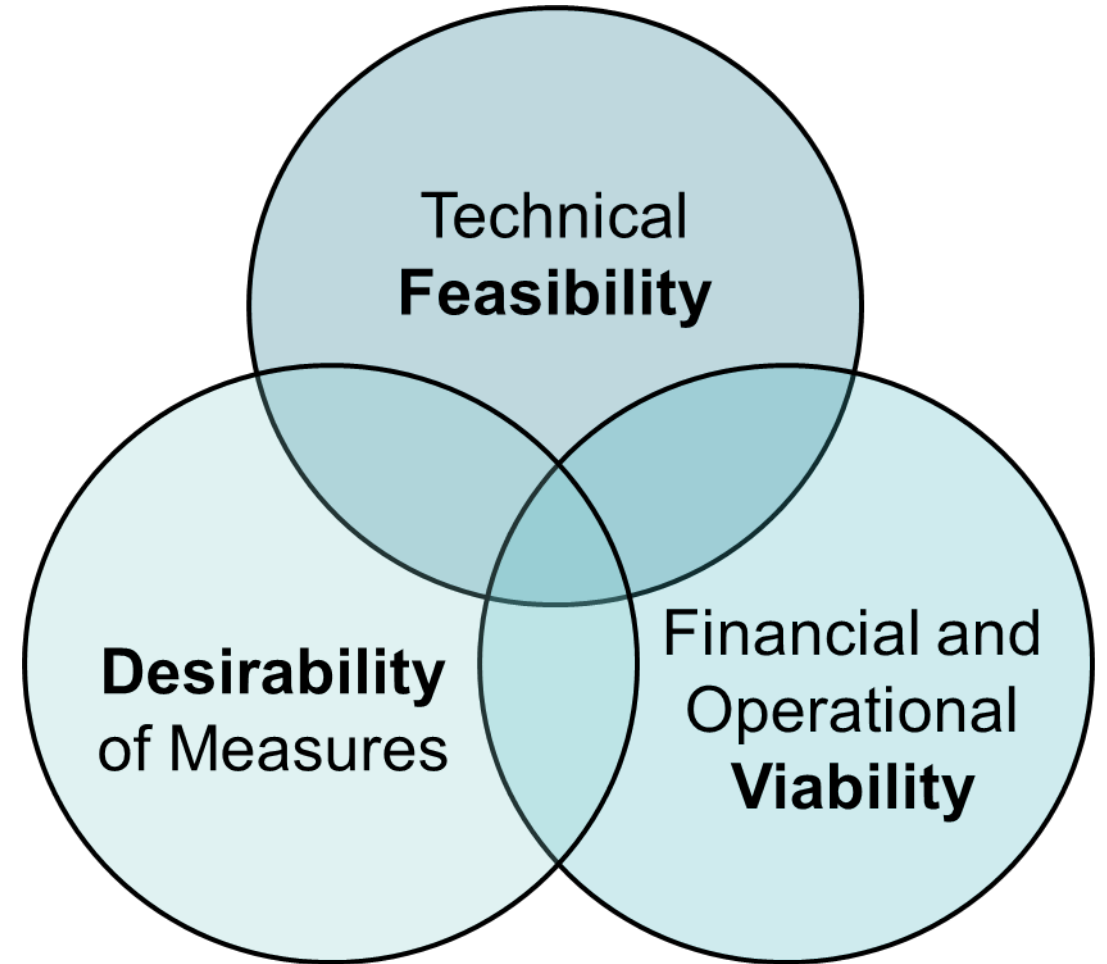 Technical
Feasibility
Desirability
of Measures
Financial and
Operational
Viability